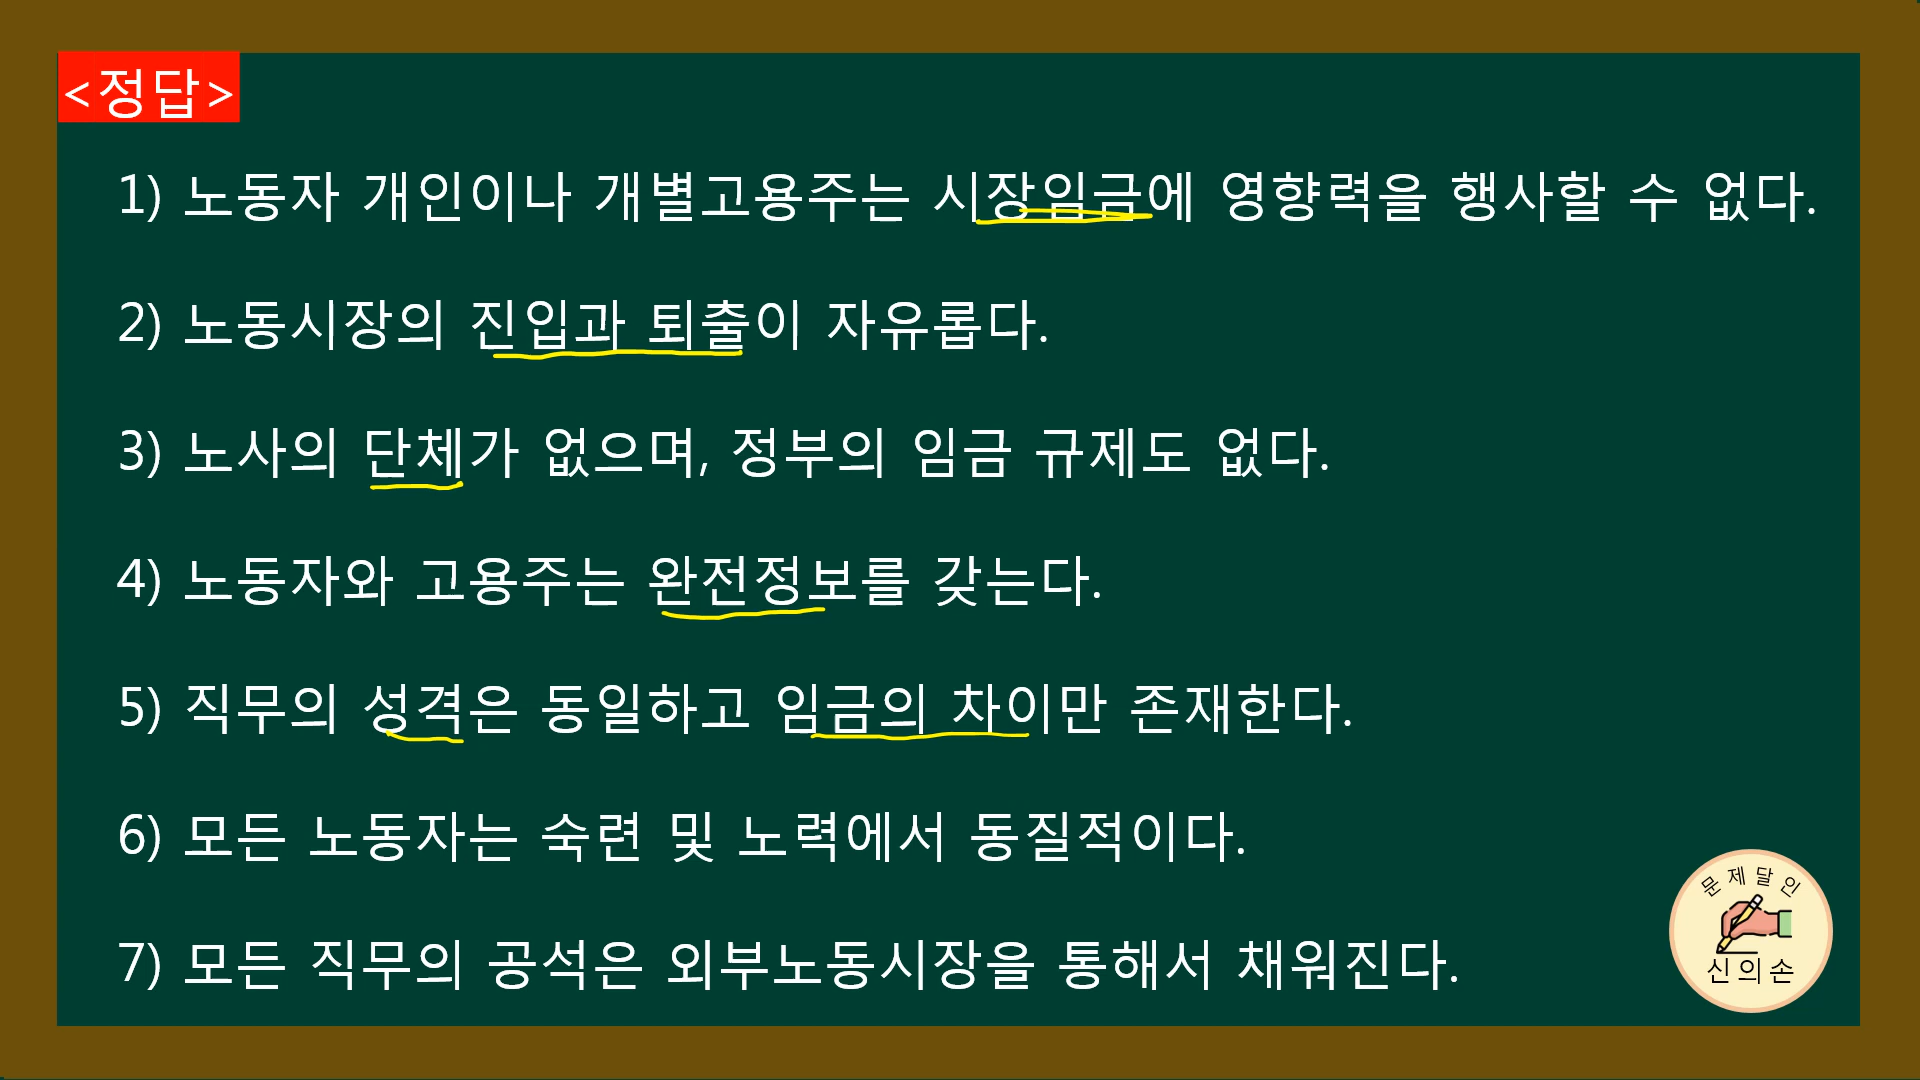 <정답>
1) 노동자 개인이나 개별고용주는 시장임금에 영향력을 행사할 수 없다.
2) 노동시장의 진입과 퇴출이 자유롭다.
3) 노사의 단체가 없으며, 정부의 임금 규제도 없다.
4) 노동자와 고용주는 완전정보를 갖는다.
5) 직무의 성격은 동일하고 임금의 차이만 존재한다.
6) 모든 노동자는 숙련 및 노력에서 동질적이다.
7) 모든 직무의 공석은 외부노동시장을 통해서 채워진다.
문제달인
신의손